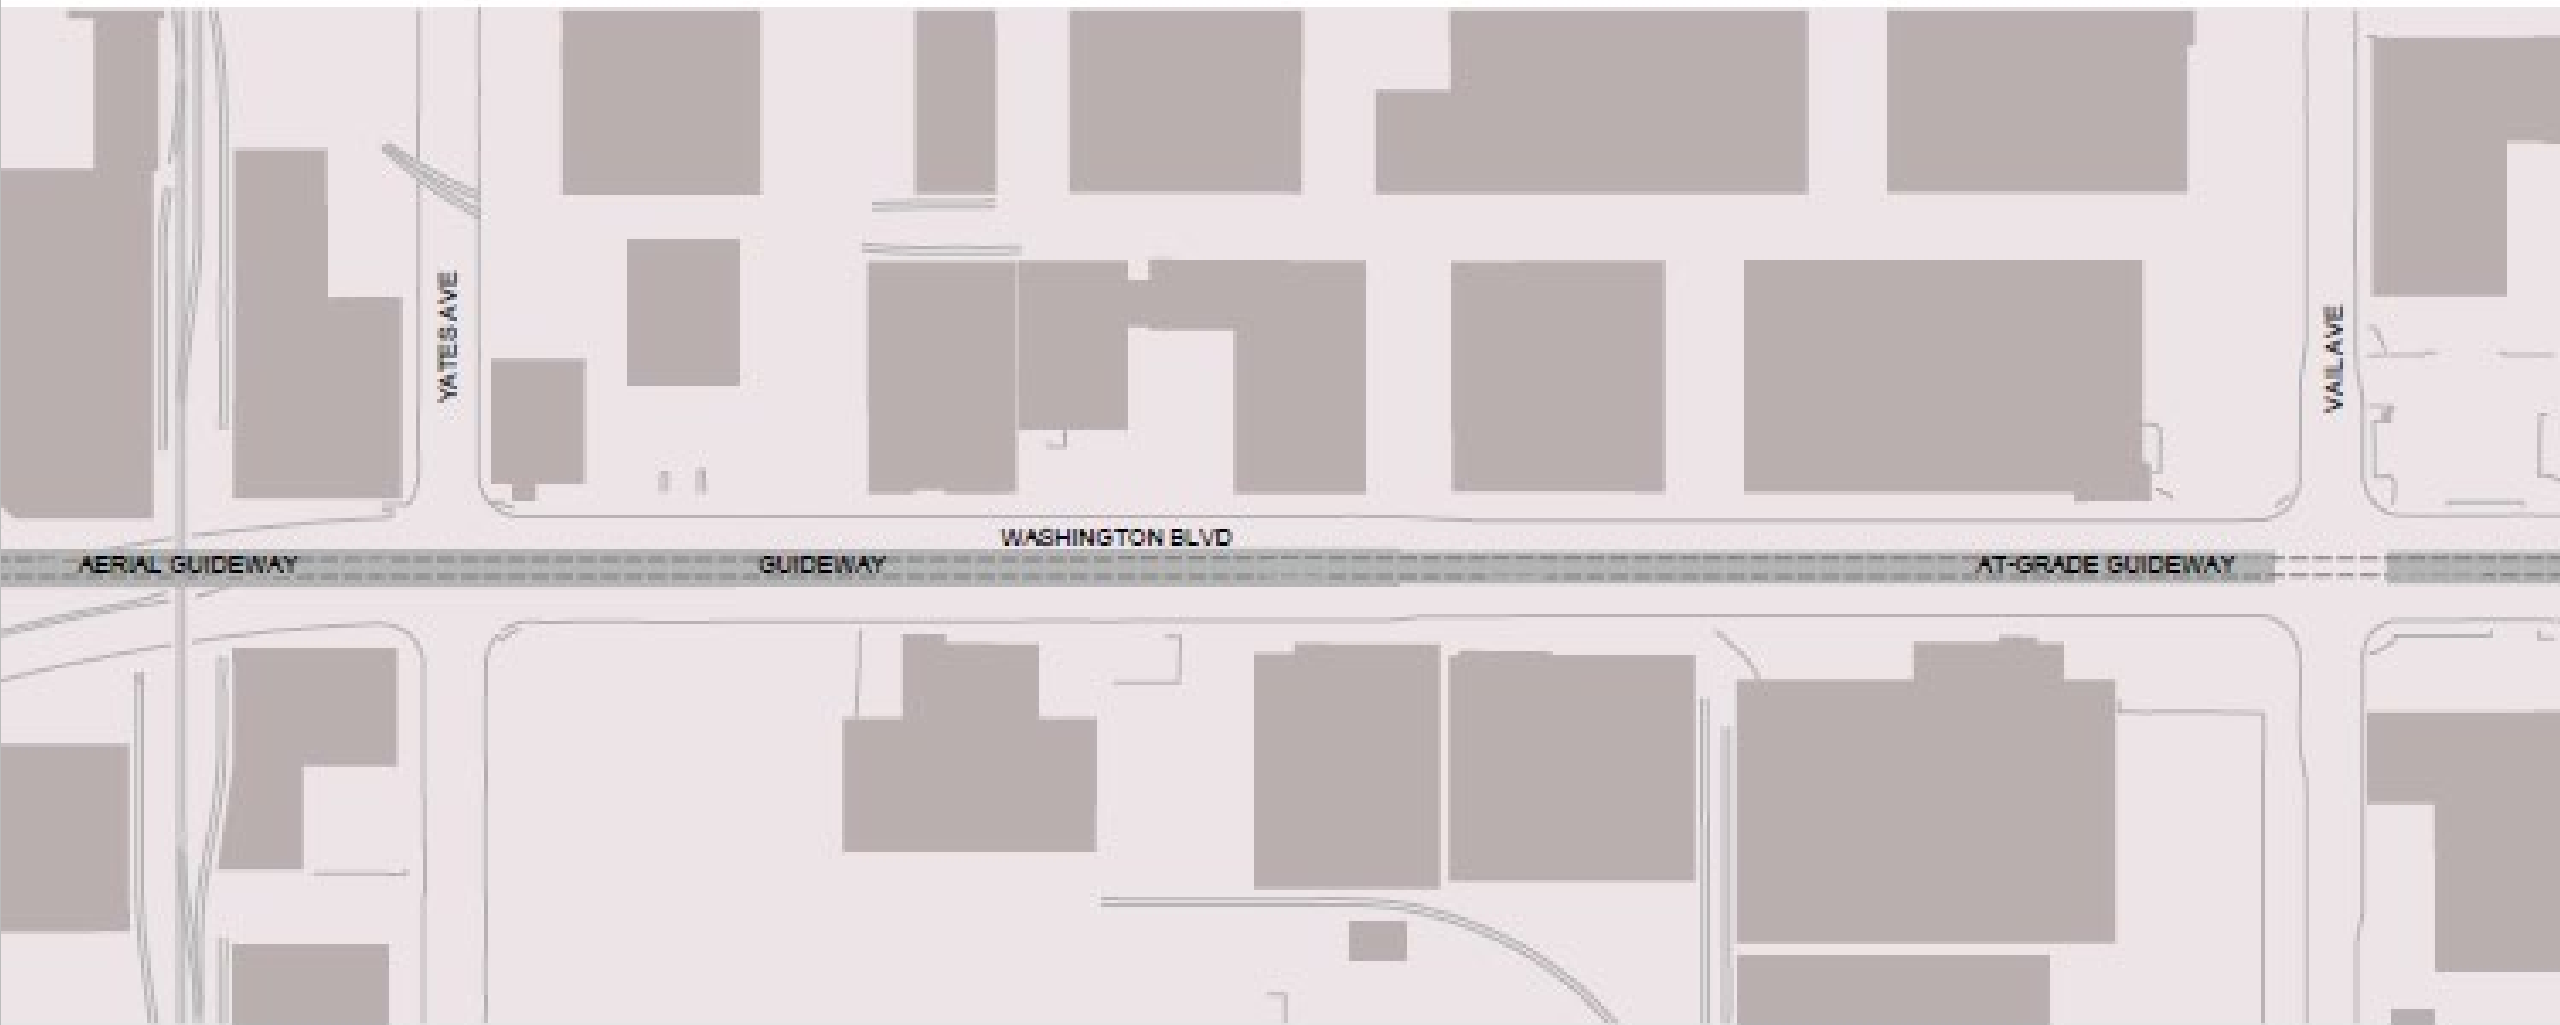 YATES AVE
VAIL AVE
WASHINGTON BLVD
AERIAL GUIDEWAY
GUIDEWAY
AT-GRADE GUIDEWAY